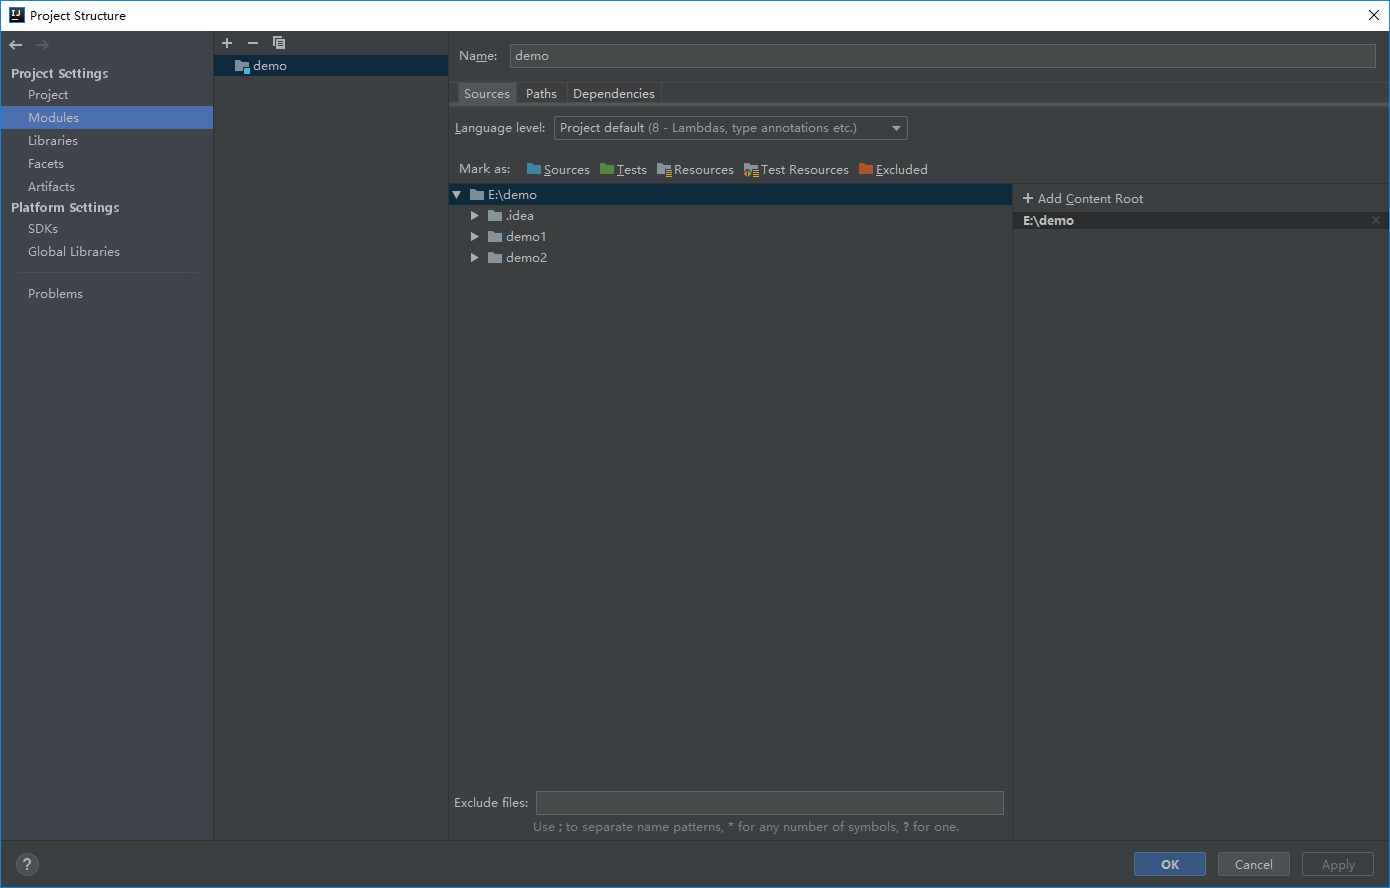 Project Structure
Project Settings
Project
Modules
Libraries
Facets
Artifacts
Platform Settings
SDKs
Global Libraries
Problems
demo
Name: demo
Sources Paths Dependencies
Language level: Project default (8 - Lambdas, type annotations etc.)
Mark as: Sources Tests Resources Test Resources Excluded
E:\demo
.idea
demo1
demo2
+ Add Content Root
E:\demo
Exclude files:
Use ; to separate name patterns, * for any number of symbols, ? for one.
?
OK Cancel Apply